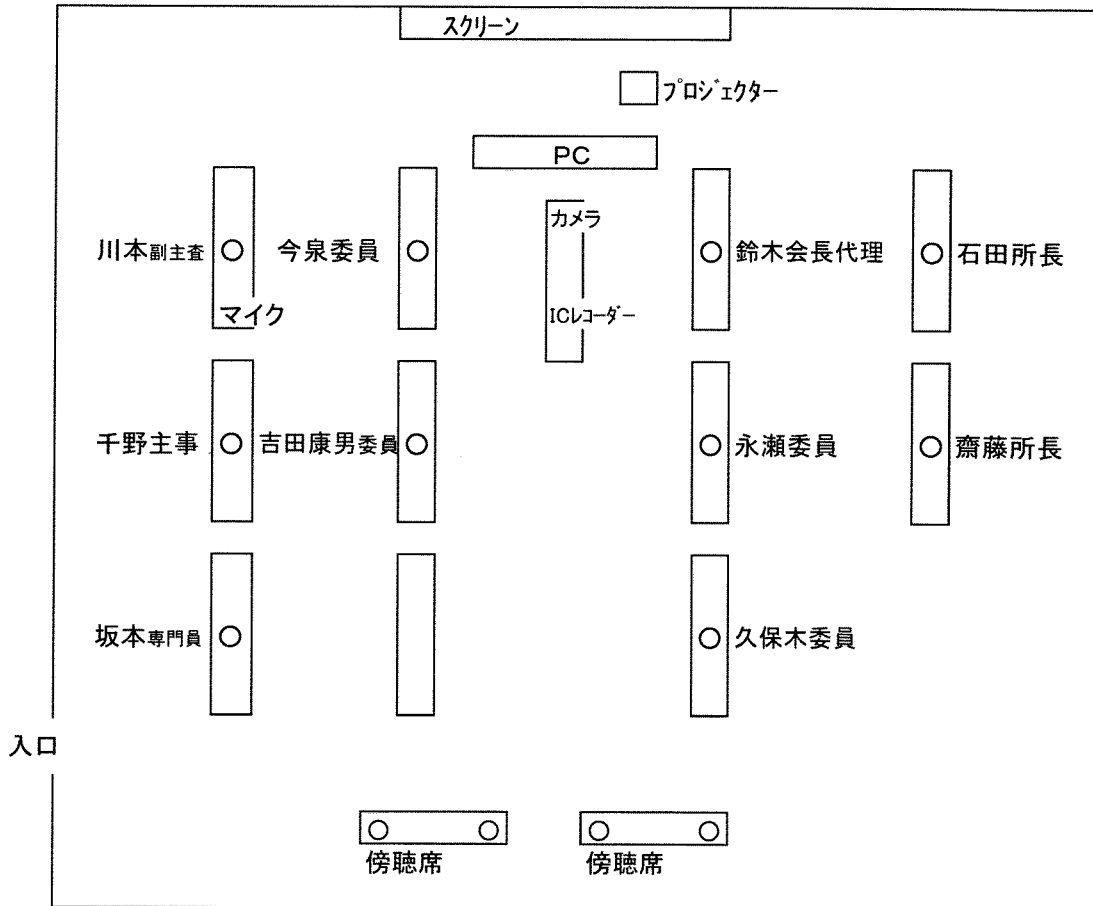 スクリーン
プロジェクター
PC
カメラ
川本副主査
今泉委員
鈴木会長代理
石田所長
マイク
ICレコーダー
千野主事
吉田康男委員
永瀬委員
齋藤所長
坂本専門員
久保木委員
入口
傍聴席
傍聴席